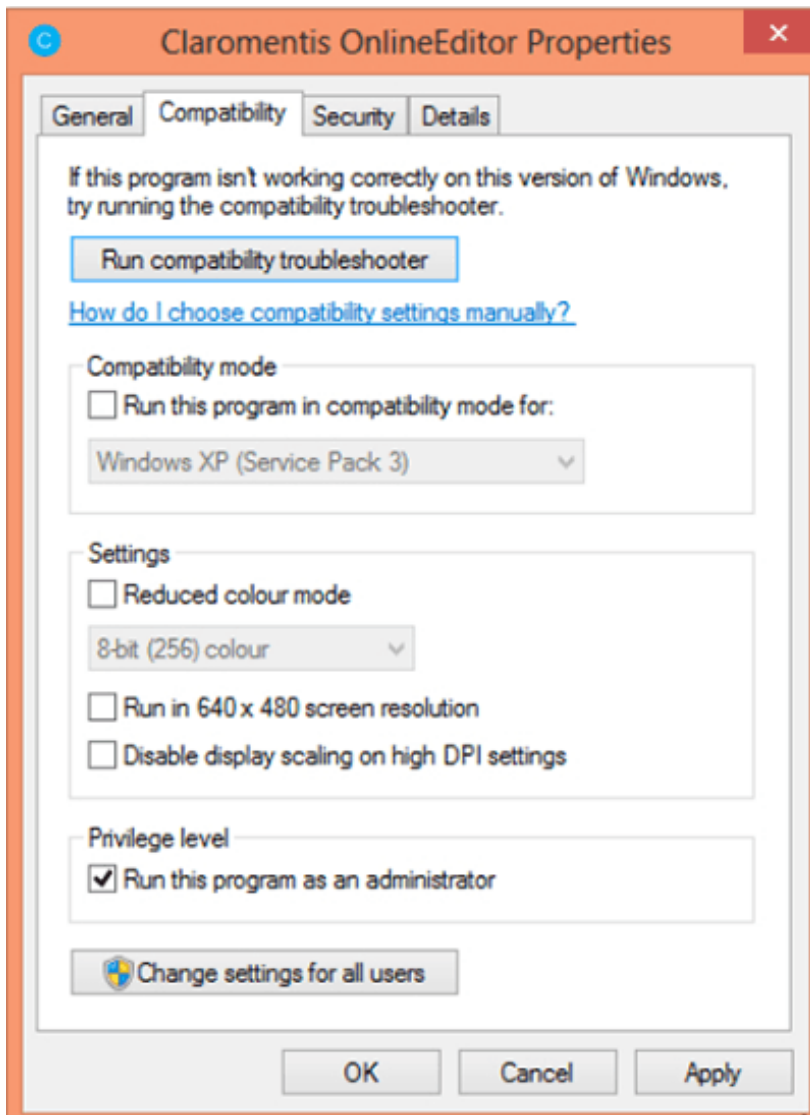 C
Claromentis OnlineEditor Properties
General Compatibility Security Details
If this program isn't working correctly on this version of Windows,
try running the compatibility troubleshooter.
Run compatibility troubleshooter
How do I choose compatibility settings manually?
Compatibility mode
Run this program in compatibility mode for:
Windows XP (Service Pack 3)
Settings
Reduced colour mode
8-bit (256) colour
Run in 640 x 480 screen resolution
Disable display scaling on high DPI settings
Privilege level
Run this program as an administrator
Change settings for all users
OK Cancel Apply